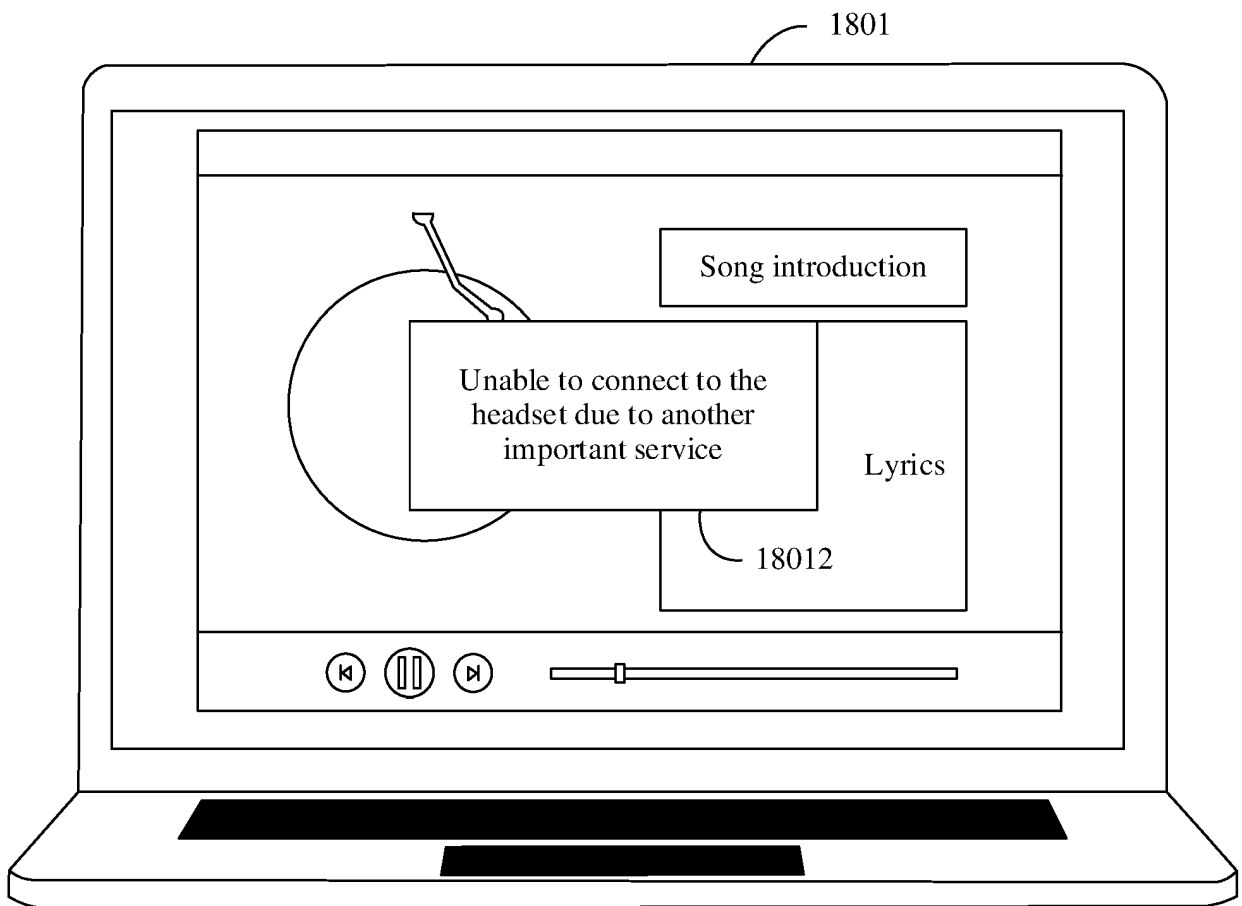 1801
Song introduction
Unable to connect to the
headset due to another
important service
Lyrics
18012